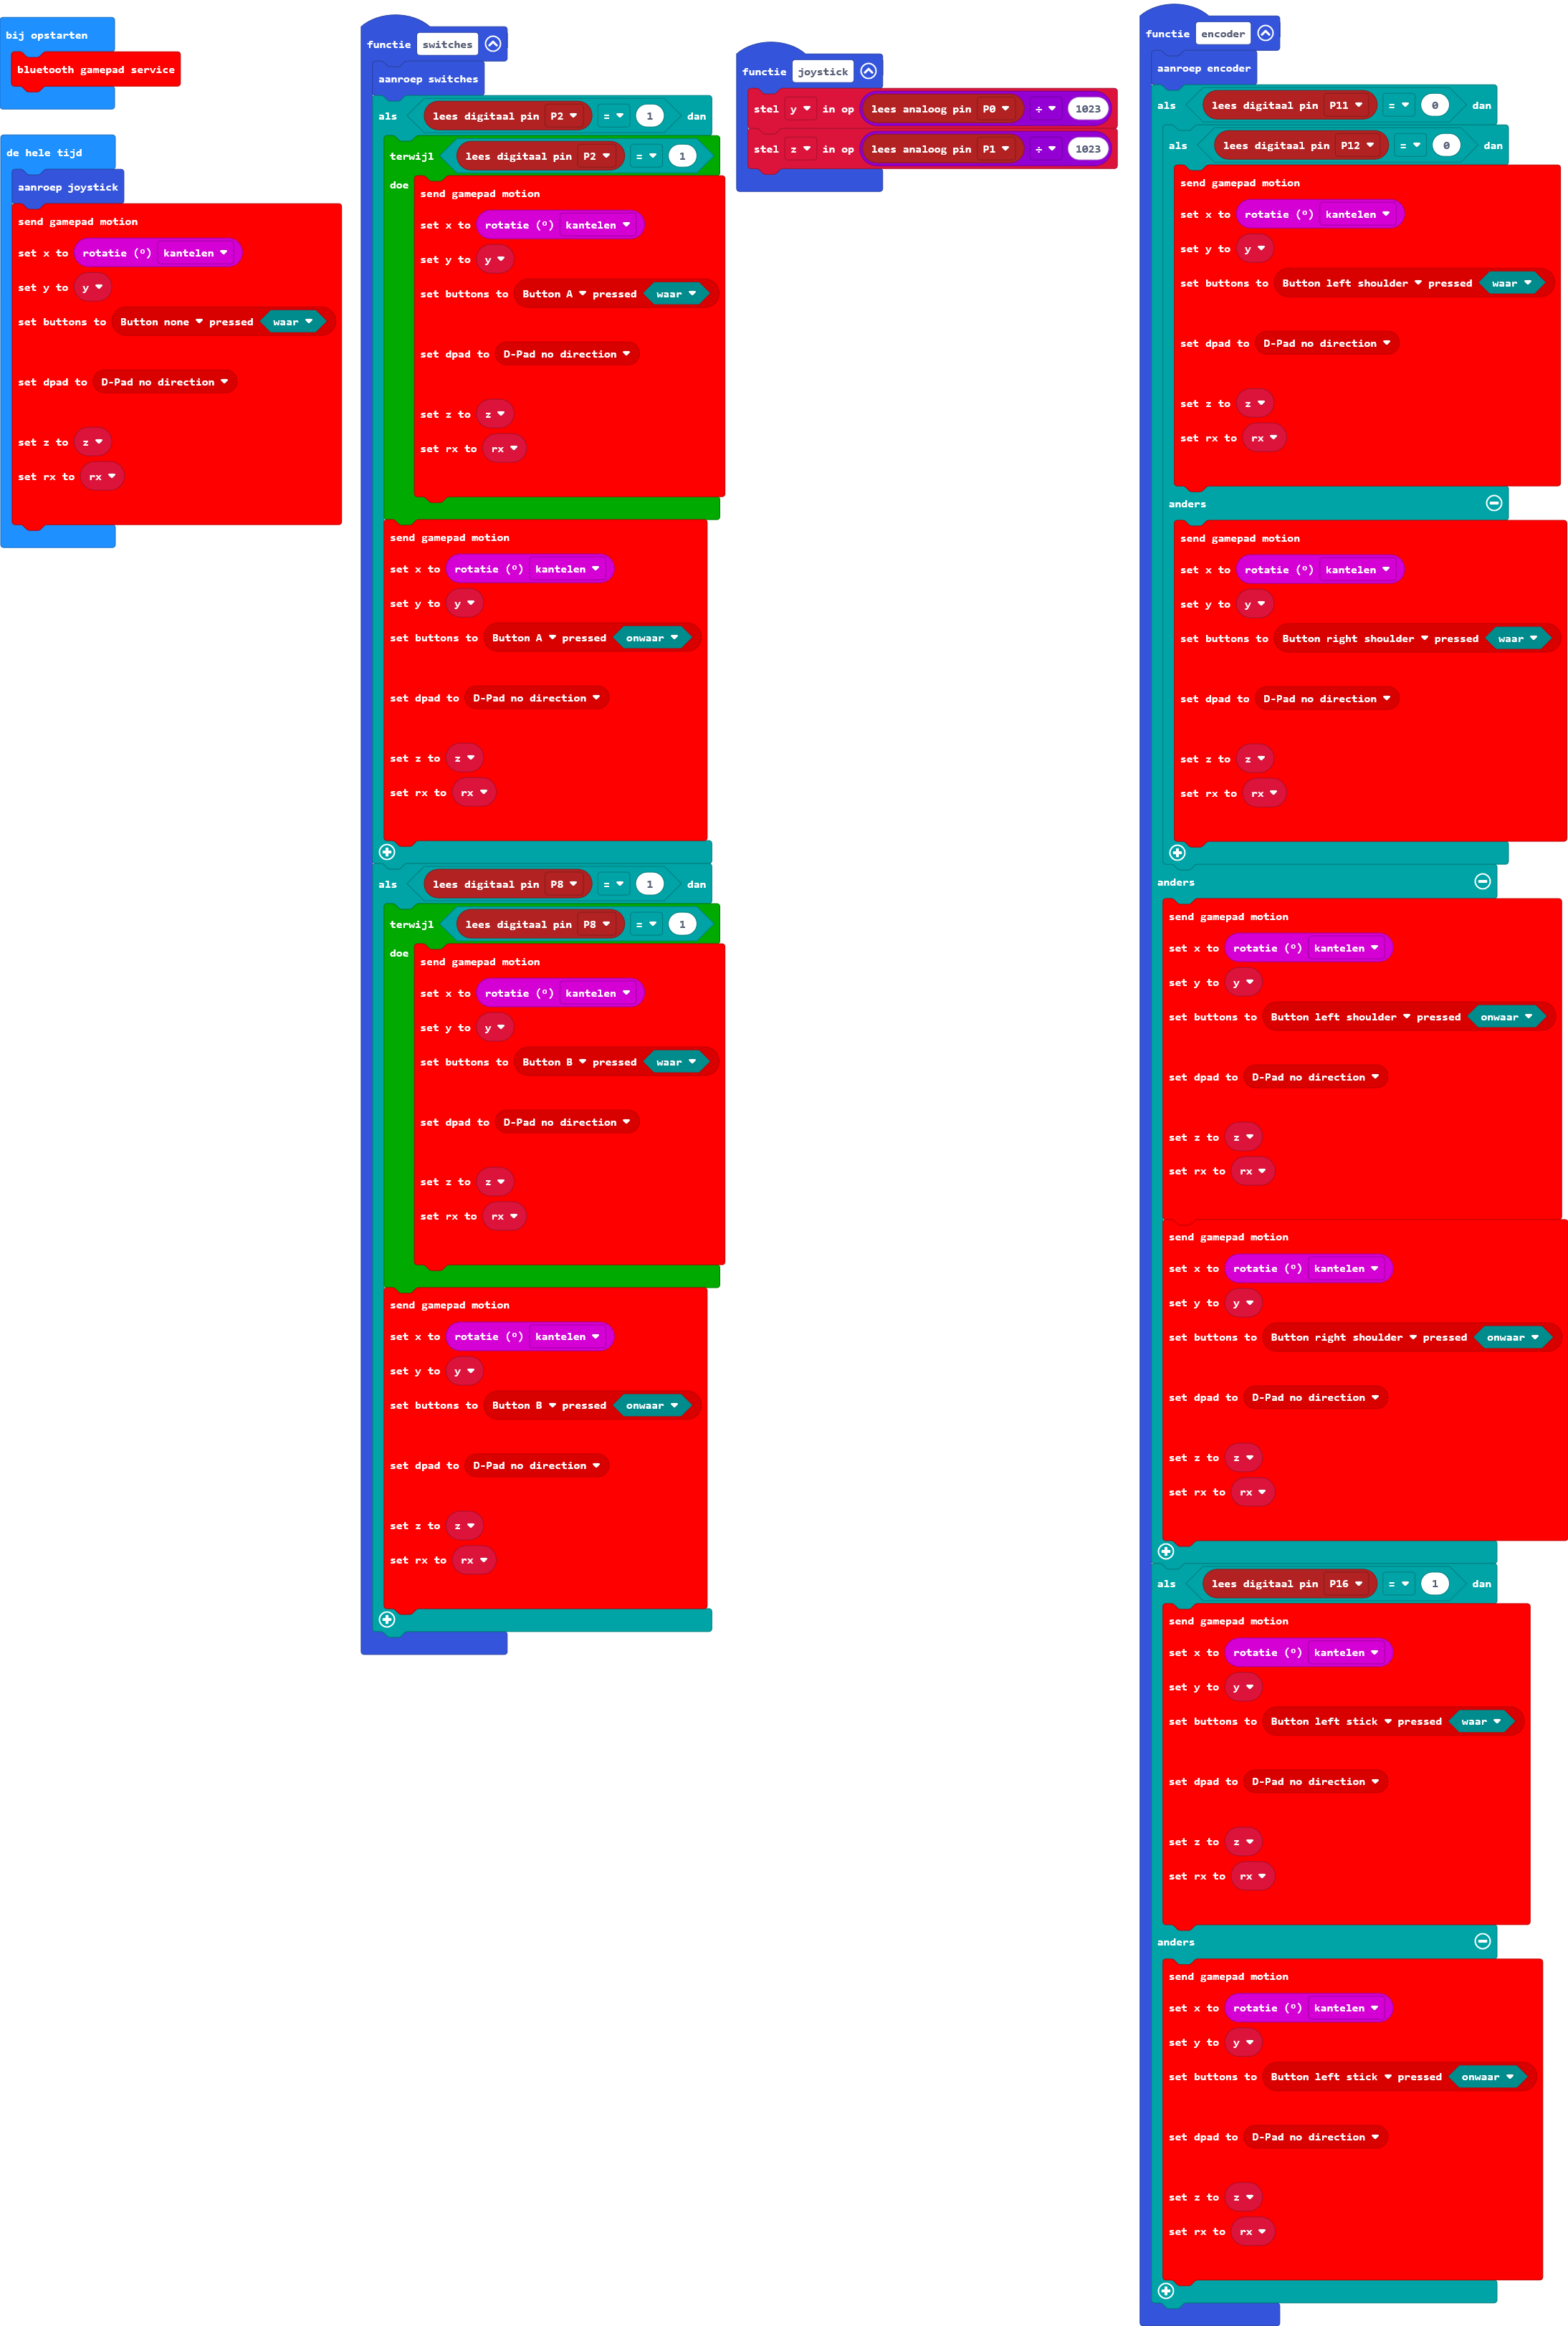 bij opstarten
bluetooth gamepad service
de hele tijd
aanroep joystick
send gamepad motion
set x to rotatie (º) kantelen
set y to y
set buttons to Button none pressed waar
set dpad to D-Pad no direction
set z to z
set rx to rx
functie switches
aanroep switches
als lees digitaal pin P2 = 1 dan
terwijl lees digitaal pin P2 = 1
doe
send gamepad motion
set x to rotatie (º) kantelen
set y to y
set buttons to Button A pressed waar
set dpad to D-Pad no direction
set z to z
set rx to rx
send gamepad motion
set x to rotatie (º) kantelen
set y to y
set buttons to Button A pressed onwaar
set dpad to D-Pad no direction
set z to z
set rx to rx
als lees digitaal pin P8 = 1 dan
terwijl lees digitaal pin P8 = 1
doe
send gamepad motion
set x to rotatie (º) kantelen
set y to y
set buttons to Button B pressed waar
set dpad to D-Pad no direction
set z to z
set rx to rx
send gamepad motion
set x to rotatie (º) kantelen
set y to y
set buttons to Button B pressed onwaar
set dpad to D-Pad no direction
set z to z
set rx to rx
functie joystick
stel y in op lees analoog pin P0 ÷ 1023
stel z in op lees analoog pin P1 ÷ 1023
functie encoder
aanroep encoder
als lees digitaal pin P11 = 0 dan
als lees digitaal pin P12 = 0 dan
send gamepad motion
set x to rotatie (º) kantelen
set y to y
set buttons to Button left shoulder pressed waar
set dpad to D-Pad no direction
set z to z
set rx to rx
anders
send gamepad motion
set x to rotatie (º) kantelen
set y to y
set buttons to Button right shoulder pressed waar
set dpad to D-Pad no direction
set z to z
set rx to rx
anders
send gamepad motion
set x to rotatie (º) kantelen
set y to y
set buttons to Button left shoulder pressed onwaar
set dpad to D-Pad no direction
set z to z
set rx to rx
send gamepad motion
set x to rotatie (º) kantelen
set y to y
set buttons to Button right shoulder pressed onwaar
set dpad to D-Pad no direction
set z to z
set rx to rx
als lees digitaal pin P16 = 1 dan
send gamepad motion
set x to rotatie (º) kantelen
set y to y
set buttons to Button left stick pressed waar
set dpad to D-Pad no direction
set z to z
set rx to rx
anders
send gamepad motion
set x to rotatie (º) kantelen
set y to y
set buttons to Button left stick pressed onwaar
set dpad to D-Pad no direction
set z to z
set rx to rx